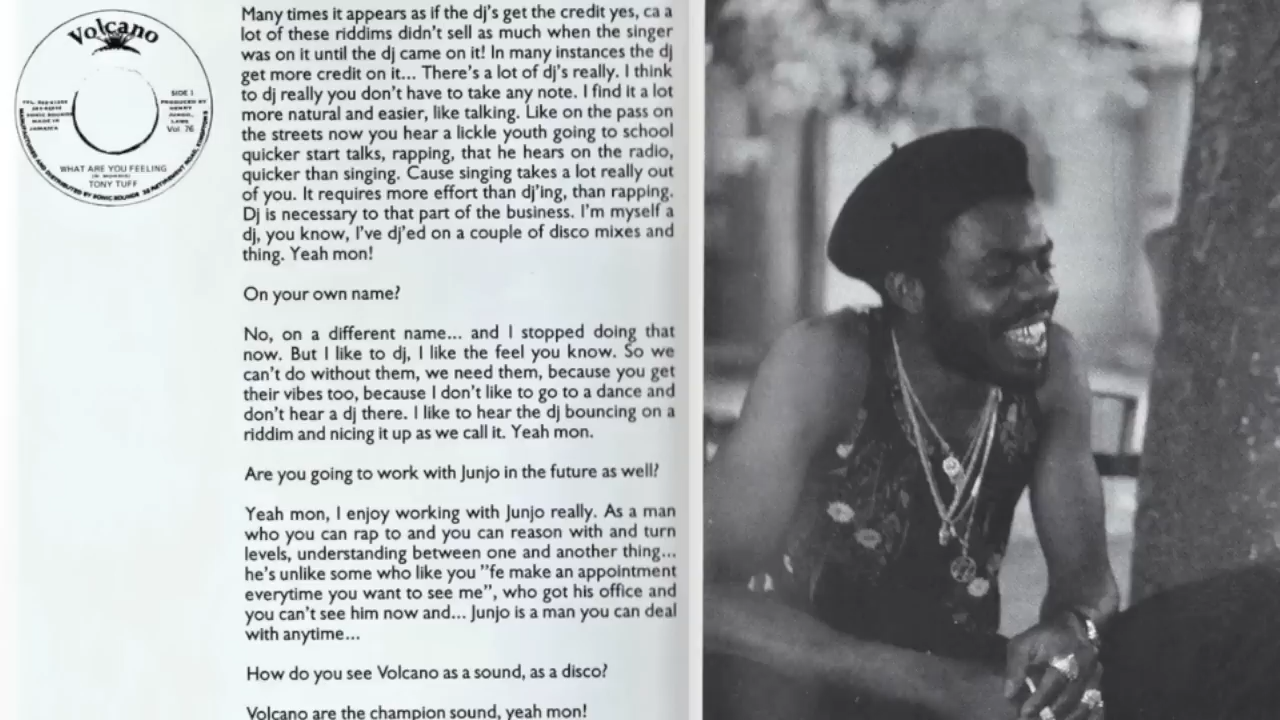 Volcano
SIDE 1
MADE IN
JAMAICA
PRODUCED BY
HENRY
JUNJO,
LAWS
Vol. 76
WHAT ARE YOU FEELING
TONY TUFF
MANUFACTURED AND DISTRIBUTED BY SONIC SOUNDS
Many times it appears as if the dj's get the credit yes, ca a
lot of these riddims didn't sell as much when the singer
was on it until the dj came on it! In many instances the dj
get more credit on it... There's a lot of dj's really. I think
to dj really you don't have to take any note. I find it a lot
more natural and easier, like talking. Like on the pass on
the streets now you hear a lickle youth going to school
quicker start talks, rapping, that he hears on the radio,
quicker than singing. Cause singing takes a lot really out
of you. It requires more effort than dj'ing, than rapping.
Dj is necessary to that part of the business. I'm myself a
dj, you know, I've dj'ed on a couple of disco mixes and
thing. Yeah mon!
On your own name?
No, on a different name... and I stopped doing that
now. But I like to dj, I like the feel you know. So we
can't do without them, we need them, because you get
their vibes too, because I don't like to go to a dance and
don't hear a dj there. I like to hear the dj bouncing on a
riddim and nicing it up as we call it. Yeah mon.
Are you going to work with Junjo in the future as well?
Yeah mon, I enjoy working with Junjo really. As a man
who you can rap to and you can reason with and turn
levels, understanding between one and another thing...
he's unlike some who like you "fe make an appointment
everytime you want to see me", who got his office and
you can't see him now and... Junjo is a man you can deal
with anytime...
How do you see Volcano as a sound, as a disco?
Volcano are the champion sound, yeah mon!